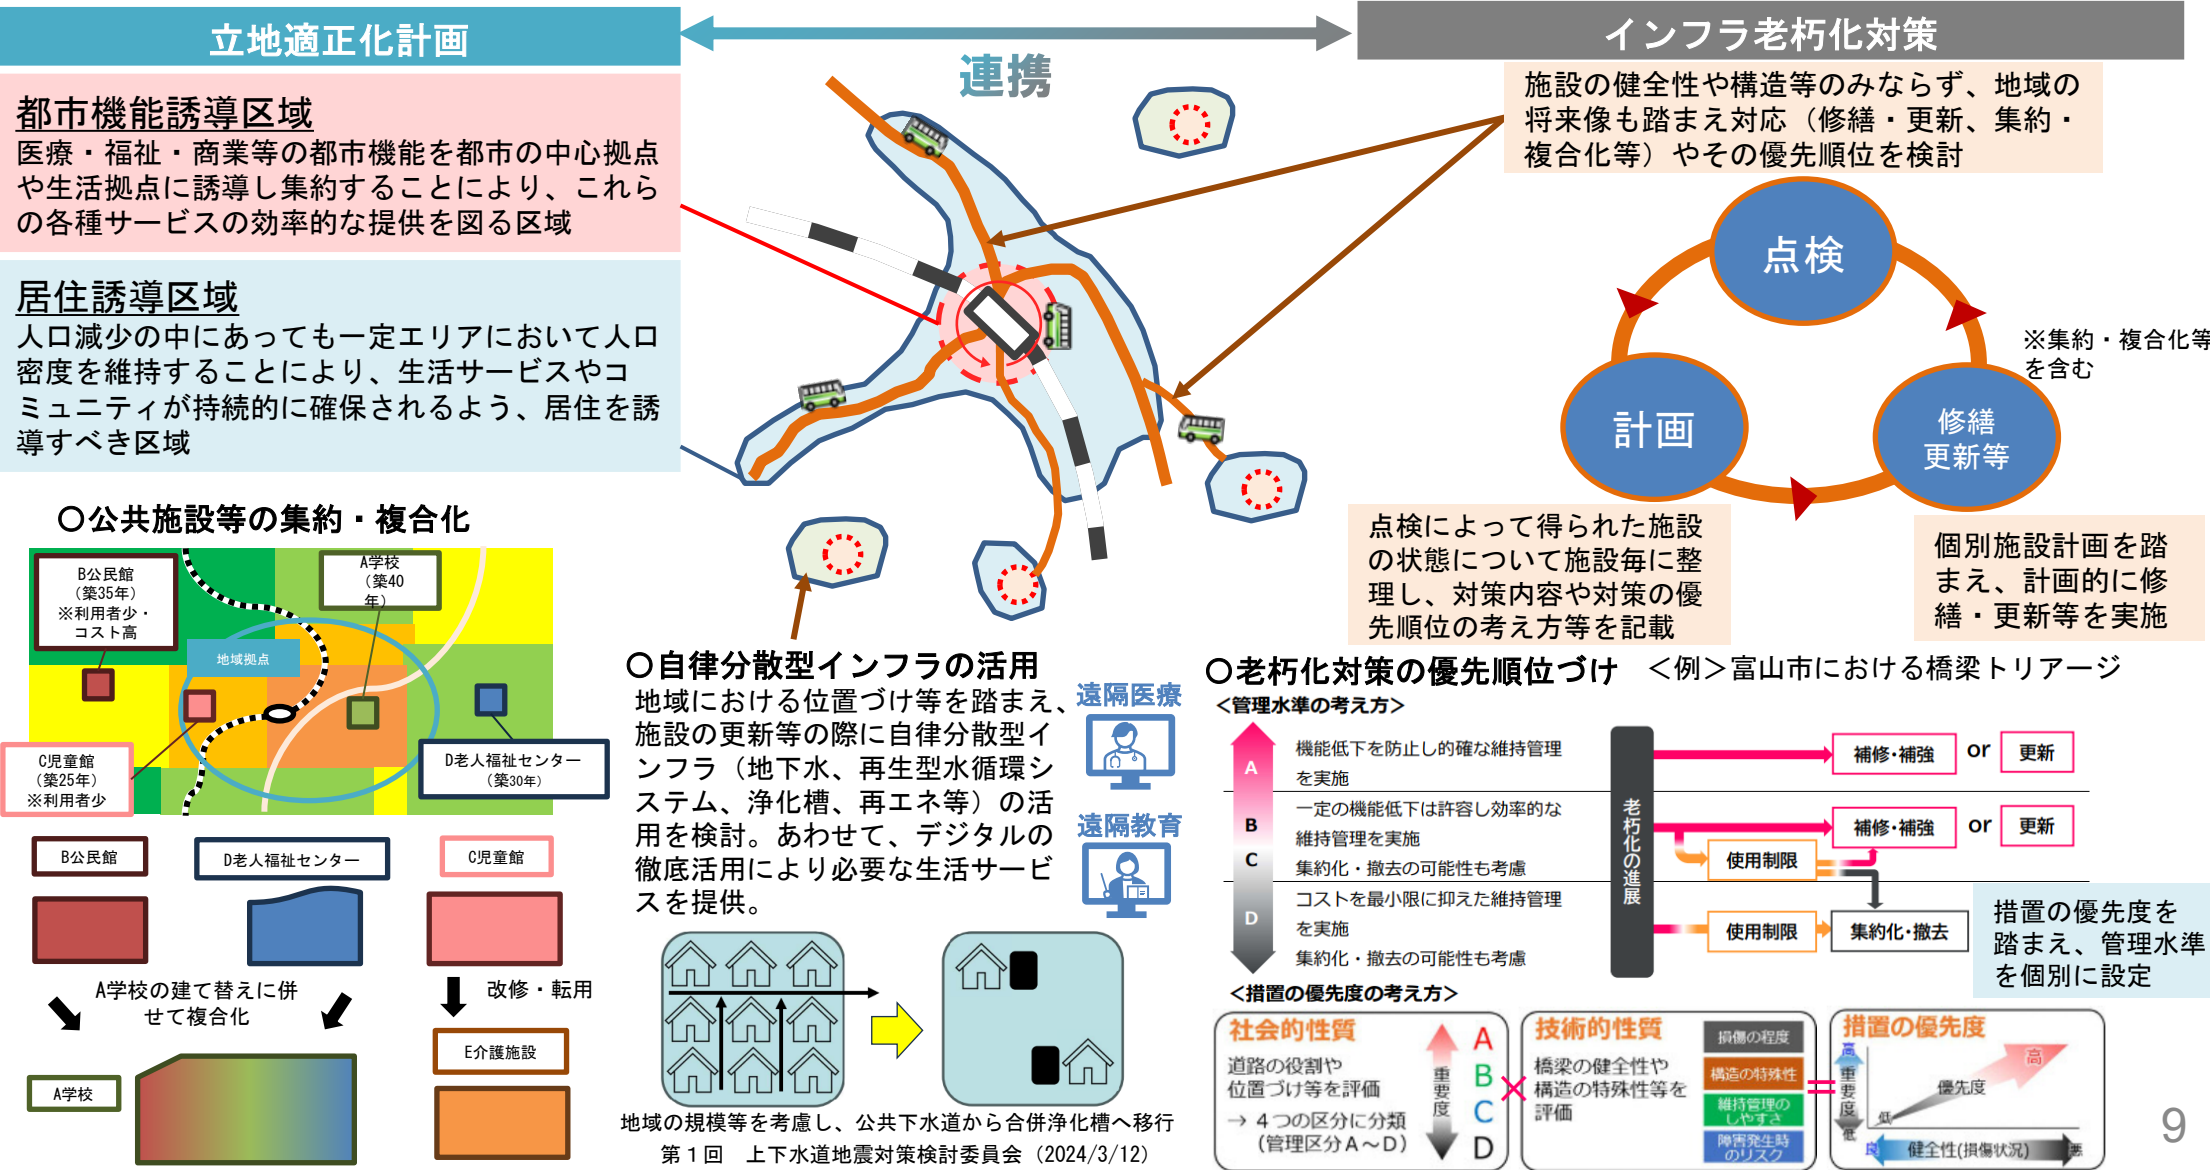 立地適正化計画
連携
インフラ老朽化対策
都市機能誘導区域
医療・福祉・商業等の都市機能を都市の中心拠点
や生活拠点に誘導し集約することにより、これら
の各種サービスの効率的な提供を図る区域
居住誘導区域
人口減少の中にあっても一定エリアにおいて人口
密度を維持することにより、生活サービスやコ
ミュニティが持続的に確保されるよう、居住を誘
導すべき区域
施設の健全性や構造等のみならず、地域の
将来像も踏まえ対応（修繕・更新、集約・
複合化等）やその優先順位を検討
点検
計画
修繕
更新等
※集約・複合化等
を含む
点検によって得られた施設
の状態について施設毎に整
理し、対策内容や対策の優
先順位の考え方等を記載
個別施設計画を踏
まえ、計画的に修
繕・更新等を実施
〇公共施設等の集約・複合化
B公民館
（築35年）
※利用者少・
コスト高
A学校
（築40
年）
地域拠点
C児童館
（築25年）
※利用者少
D老人福祉センター
（築30年）
B公民館
D老人福祉センター
C児童館
A学校の建て替えに併
せて複合化
改修・転用
A学校
E介護施設
〇自律分散型インフラの活用
地域における位置づけ等を踏まえ、
施設の更新等の際に自律分散型イ
ンフラ（地下水、再生型水循環シ
ステム、浄化槽、再エネ等）の活
用を検討。あわせて、デジタルの
徹底活用により必要な生活サービ
スを提供。
遠隔医療
遠隔教育
地域の規模等を考慮し、公共下水道から合併浄化槽へ移行
第１回　上下水道地震対策検討委員会（2024/3/12）
〇老朽化対策の優先順位づけ　＜例＞富山市における橋梁トリアージ
＜管理水準の考え方＞
A
機能低下を防止し的確な維持管理
を実施
B
C
一定の機能低下は許容し効率的な
維持管理を実施
集約化・撤去の可能性も考慮
D
コストを最小限に抑えた維持管理
を実施
集約化・撤去の可能性も考慮
老朽化の進展
補修・補強 or 更新
補修・補強 or 更新
使用制限
使用制限
集約化・撤去
措置の優先度を
踏まえ、管理水準
を個別に設定
＜措置の優先度の考え方＞
社会的性質
道路の役割や
位置づけ等を評価
→ ４つの区分に分類
（管理区分A～D）
重要度
A
B
C
D
×
技術的性質
橋梁の健全性や
構造の特殊性等を
評価
損傷の程度
構造の特殊性
維持管理の
しやすさ
障害発生時
のリスク
＝
措置の優先度
高
重要度
低
高
優先度
低
良
健全性(損傷状況)
悪
9